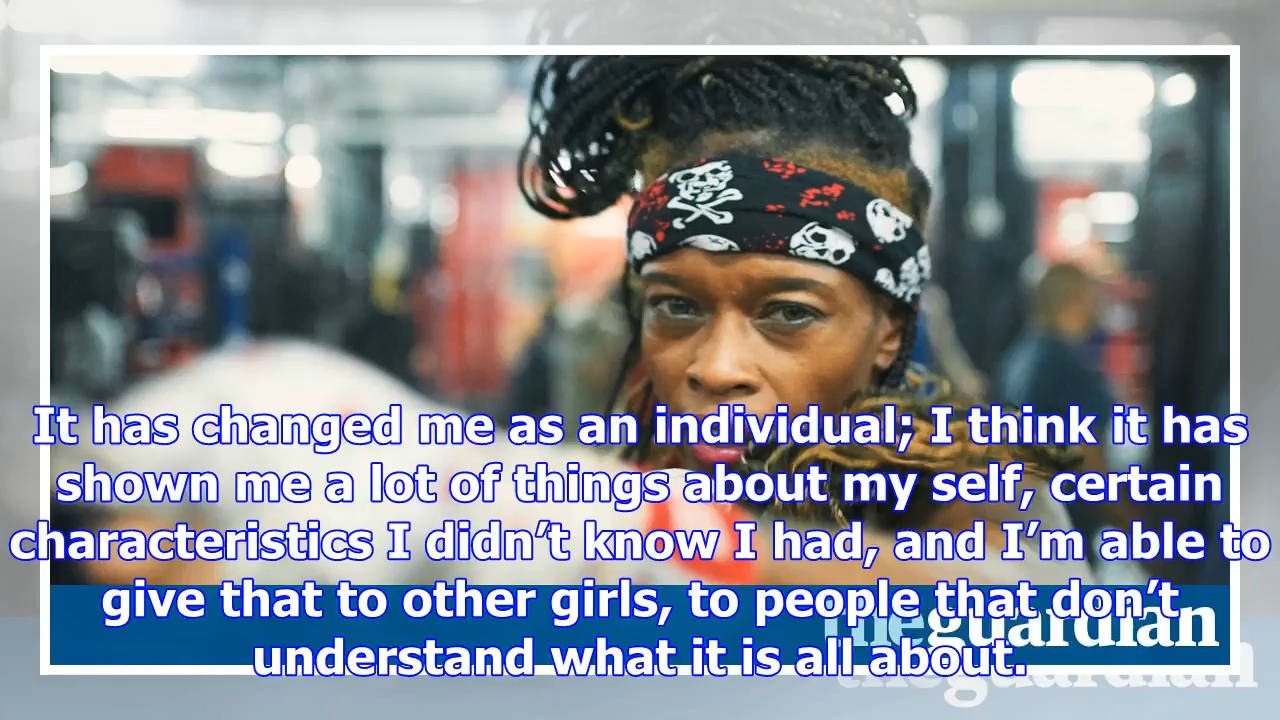 It has changed me as an individual; I think it has
shown me a lot of things about my self, certain
characteristics I didn’t know I had, and I’m able to
give that to other girls, to people that don’t
understand what it is all about.
theguardian
theguardian